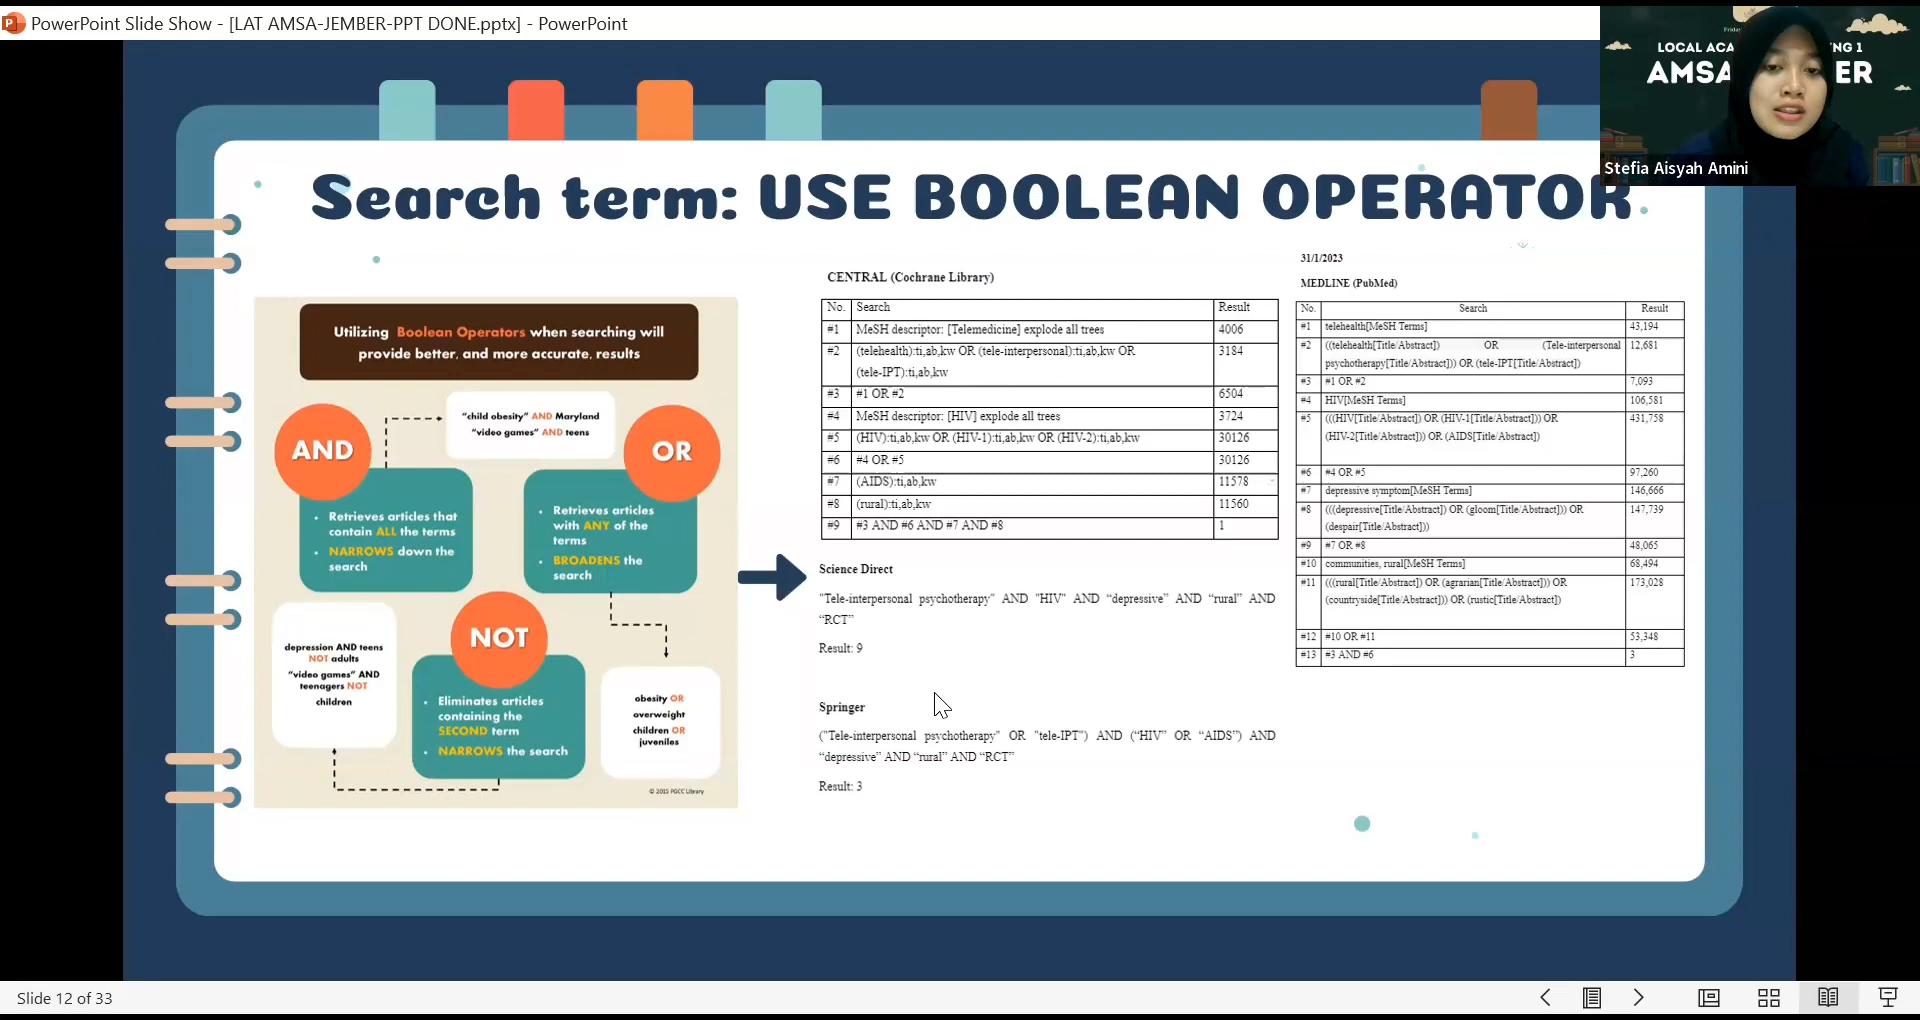 PowerPoint Slide Show - [LAT AMSA-JEMBER-PPT DONE.pptx] - PowerPoint
LOCAL ACA NG 1
AMSA ER
Stefia Aisyah Amini
Search term: USE BOOLEAN OPERATOR
Utilizing Boolean Operators when searching will
provide better, and more accurate, results
"child obesity" AND Maryland
"video games" AND teens
AND
Retrieves articles that
contain ALL the terms
NARROWS down the
search
OR
Retrieves articles
with ANY of the
terms
BROADENS the
search
NOT
Eliminates articles
containing the
SECOND term
NARROWS the search
depression AND teens
NOT adults
"video games" AND
teenagers NOT
children
obesity OR
overweight
children OR
juveniles
© 2015 PGCC Library
CENTRAL (Cochrane Library)
No. Search Result
#1 MeSH descriptor: [Telemedicine] explode all trees 4006
#2 (telehealth):ti,ab,kw OR (tele-interpersonal):ti,ab,kw OR 3184
(tele-IPT):ti,ab,kw
#3 #1 OR #2 6504
#4 MeSH descriptor: [HIV] explode all trees 3724
#5 (HIV):ti,ab,kw OR (HIV-1):ti,ab,kw OR (HIV-2):ti,ab,kw 30126
#6 #4 OR #5 30126
#7 (AIDS):ti,ab,kw 11578
#8 (rural):ti,ab,kw 11560
#9 #3 AND #6 AND #7 AND #8 1
Science Direct
"Tele-interpersonal psychotherapy" AND "HIV" AND “depressive” AND “rural” AND
“RCT”
Result: 9
Springer
("Tele-interpersonal psychotherapy" OR "tele-IPT") AND (“HIV” OR “AIDS”) AND
“depressive” AND “rural” AND “RCT”
Result: 3
31/1/2023
MEDLINE (PubMed)
No. Search Result
#1 telehealth[MeSH Terms] 43,194
#2 ((telehealth[Title/Abstract]) OR (Tele-interpersonal 12,681
psychotherapy[Title/Abstract])) OR (tele-IPT[Title/Abstract])
#3 #1 OR #2 7,093
#4 HIV[MeSH Terms] 106,581
#5 (((HIV[Title/Abstract]) OR (HIV-1[Title/Abstract])) OR 431,758
(HIV-2[Title/Abstract])) OR (AIDS[Title/Abstract])
#6 #4 OR #5 97,260
#7 depressive symptom[MeSH Terms] 146,666
#8 (((depressive[Title/Abstract]) OR (gloom[Title/Abstract])) OR 147,739
(despair[Title/Abstract]))
#9 #7 OR #8 48,065
#10 communities, rural[MeSH Terms] 68,494
#11 (((rural[Title/Abstract]) OR (agrarian[Title/Abstract])) OR 173,028
(countryside[Title/Abstract])) OR (rustic[Title/Abstract])
#12 #10 OR #11 53,348
#13 #3 AND #6 3
Slide 12 of 33